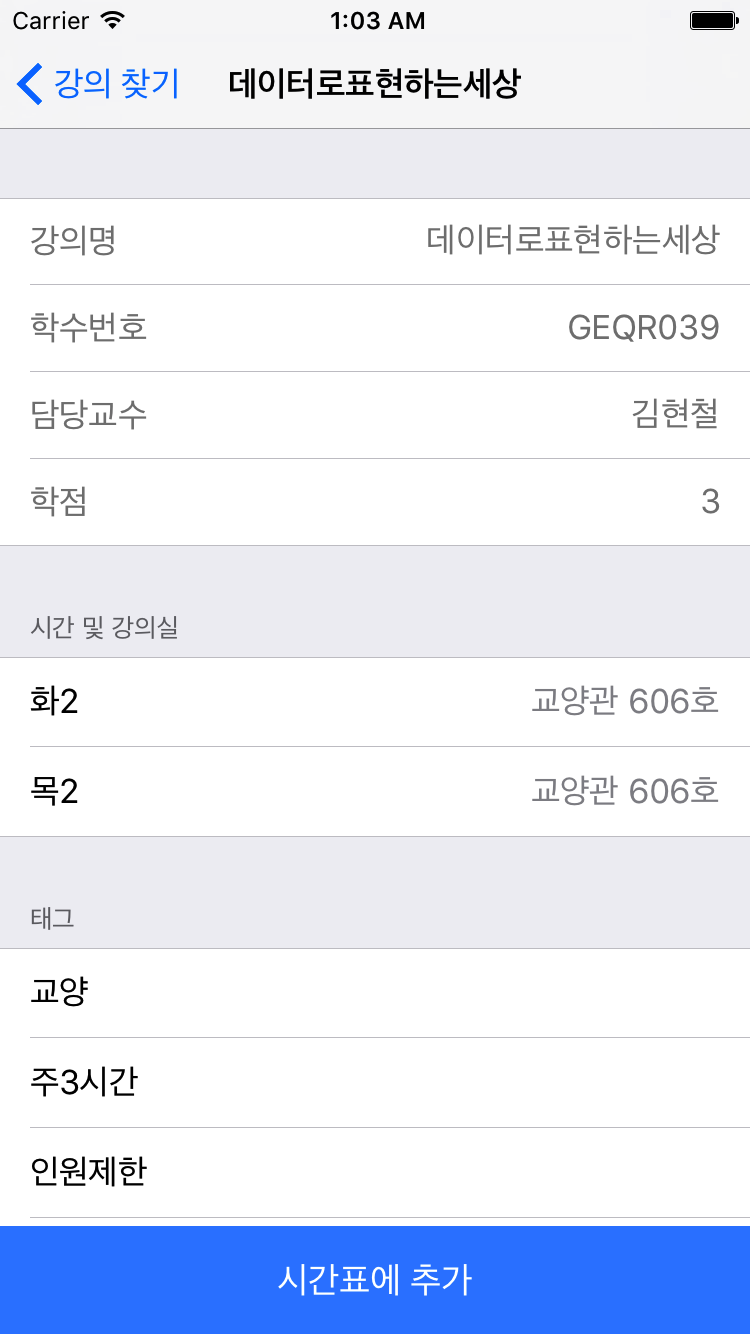 Carrier 1:03 AM
강의 찾기 데이터로표현하는세상
강의명 데이터로표현하는세상
학수번호 GEQR039
담당교수 김현철
학점 3
시간 및 강의실
화2 교양관 606호
목2 교양관 606호
태그
교양
주3시간
인원제한
시간표에 추가